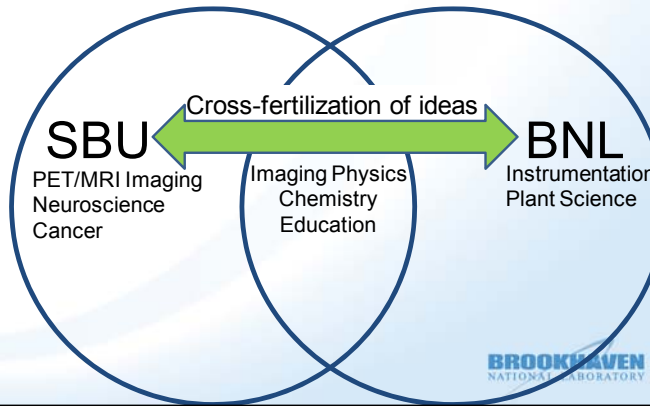 Cross-fertilization of ideas
SBU
PET/MRI Imaging
Neuroscience
Cancer
Imaging Physics
Chemistry
Education
BNL
Instrumentation
Plant Science
BROOKHAVEN
NATIONAL LABORATORY